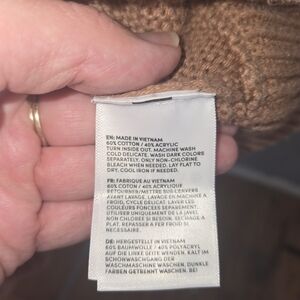 EN: MADE IN VIETNAM
60% COTTON / 40% ACRYLIC
TURN INSIDE OUT. MACHINE WASH
COLD DELICATE. WASH DARK COLORS
SEPARATELY. ONLY NON-CHLORINE
BLEACH WHEN NEEDED. LAY FLAT TO
DRY. COOL IRON IF NEEDED.
FR: FABRIQUÉ AU VIETNAM
60% COTON / 40% ACRYLIQUE
RETOURNER/METTRE SUR L'ENVERS
AVANT LAVAGE. LAVAGE MACHINE À
FROID, CYCLE DÉLICAT. LAVER LES
COULEURS FONCÉES SÉPARÉMENT.
UTILISER UNIQUEMENT DE LA JAVEL
NON CHLORÉE SI BESOIN. SÉCHAGE À
PLAT. REPASSER À FER FROID SI
NÉCESSAIRE.
DE: HERGESTELLT IN VIETNAM
60% BAUMWOLLE / 40% POLYACRYL
AUF DIE LINKE SEITE WENDEN. KALT IM
SCHONWASCHGANG DER
WASCHMASCHINE WASCHEN. DUNKLE
FARBEN GETRENNT WASCHEN. BEI